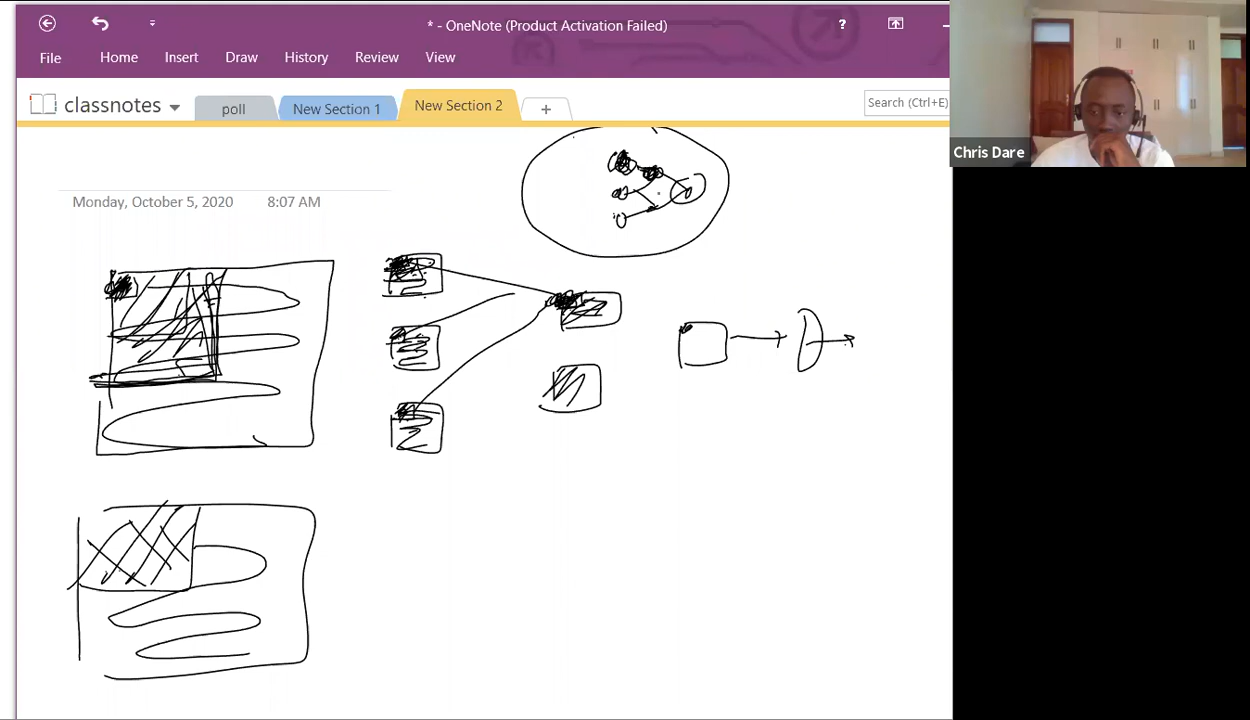 * - OneNote (Product Activation Failed)
?
File Home Insert Draw History Review View
classnotes poll New Section 1 New Section 2 + Search (Ctrl+E)
Chris Dare
Monday, October 5, 2020 8:07 AM